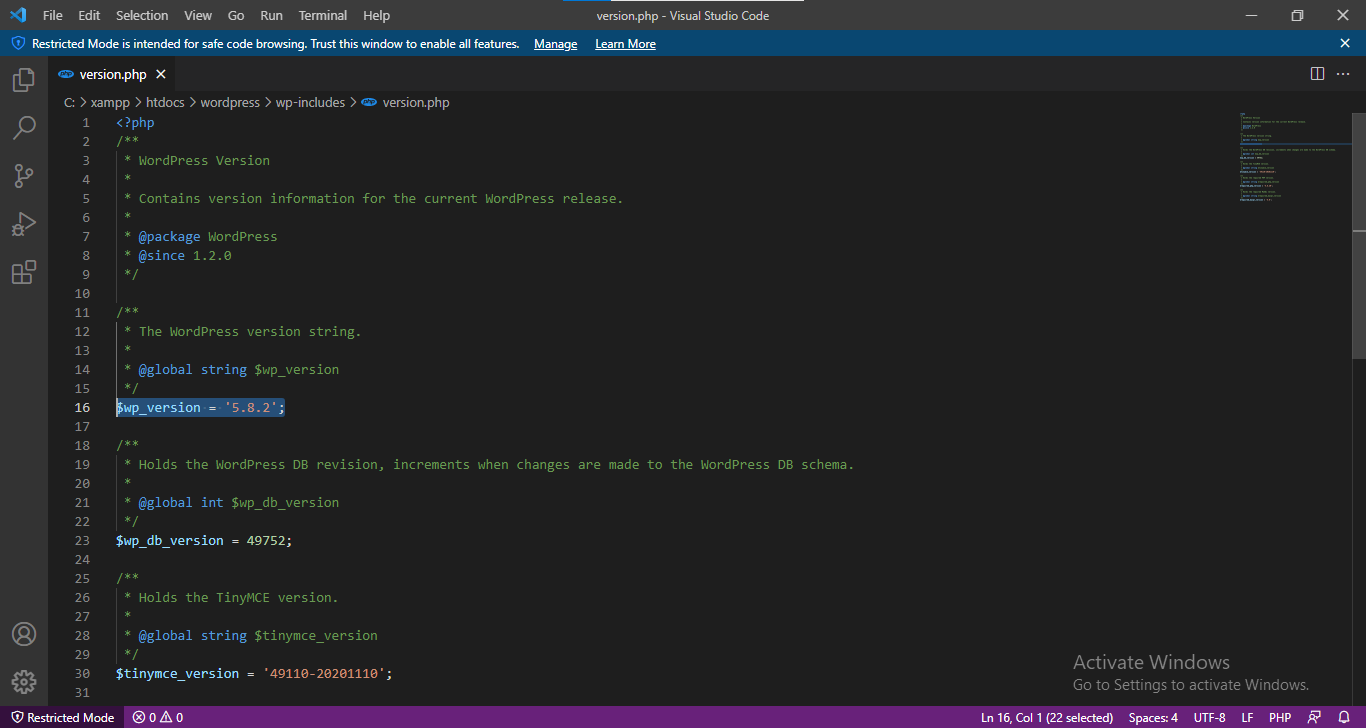 File Edit Selection View Go Run Terminal Help version.php - Visual Studio Code
Restricted Mode is intended for safe code browsing. Trust this window to enable all features. Manage Learn More
php version.php
C: > xampp > htdocs > wordpress > wp-includes > php version.php
1 <?php
2 /**
3 * WordPress Version
4 *
5 * Contains version information for the current WordPress release.
6 *
7 * @package WordPress
8 * @since 1.2.0
9 */
10
11 /**
12 * The WordPress version string.
13 *
14 * @global string $wp_version
15 */
16 $wp_version = '5.8.2';
17
18 /**
19 * Holds the WordPress DB revision, increments when changes are made to the WordPress DB schema.
20 *
21 * @global int $wp_db_version
22 */
23 $wp_db_version = 49752;
24
25 /**
26 * Holds the TinyMCE version.
27 *
28 * @global string $tinymce_version
29 */
30 $tinymce_version = '49110-20201110';
31
Activate Windows
Go to Settings to activate Windows.
Restricted Mode 0 0 Ln 16, Col 1 (22 selected) Spaces: 4 UTF-8 LF PHP